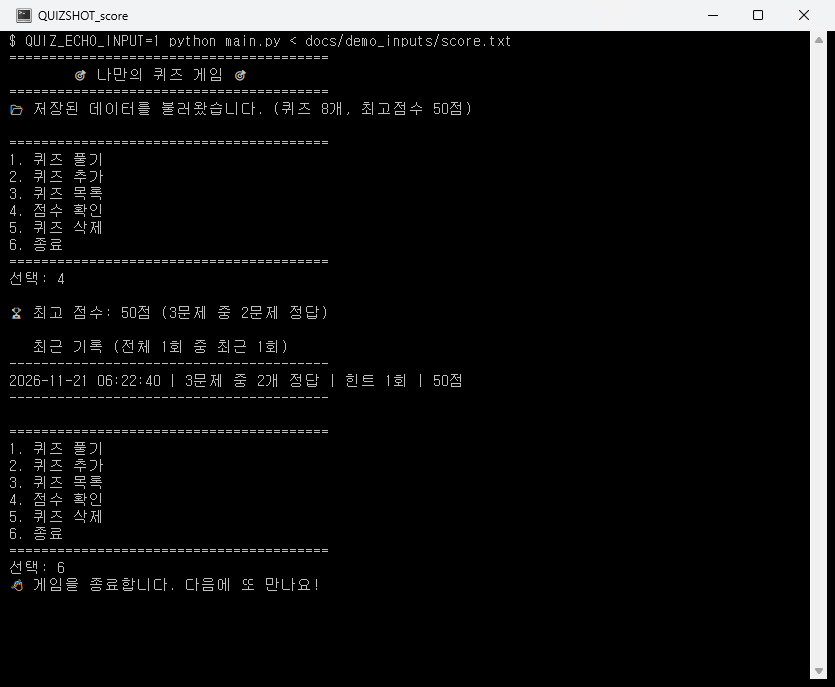 QUIZSHOT_score
$ QUIZ_ECHO_INPUT=1 python main.py < docs/demo_inputs/score.txt
========================================
🎯 나만의 퀴즈 게임 🎯
========================================
📂 저장된 데이터를 불러왔습니다. (퀴즈 8개, 최고점수 50점)
========================================
1. 퀴즈 풀기
2. 퀴즈 추가
3. 퀴즈 목록
4. 점수 확인
5. 퀴즈 삭제
6. 종료
========================================
선택: 4
🏆 최고 점수: 50점 (3문제 중 2문제 정답)
최근 기록 (전체 1회 중 최근 1회)
----------------------------------------
2026-11-21 06:22:40 | 3문제 중 2개 정답 | 힌트 1회 | 50점
----------------------------------------
========================================
1. 퀴즈 풀기
2. 퀴즈 추가
3. 퀴즈 목록
4. 점수 확인
5. 퀴즈 삭제
6. 종료
========================================
선택: 6
👋 게임을 종료합니다. 다음에 또 만나요!